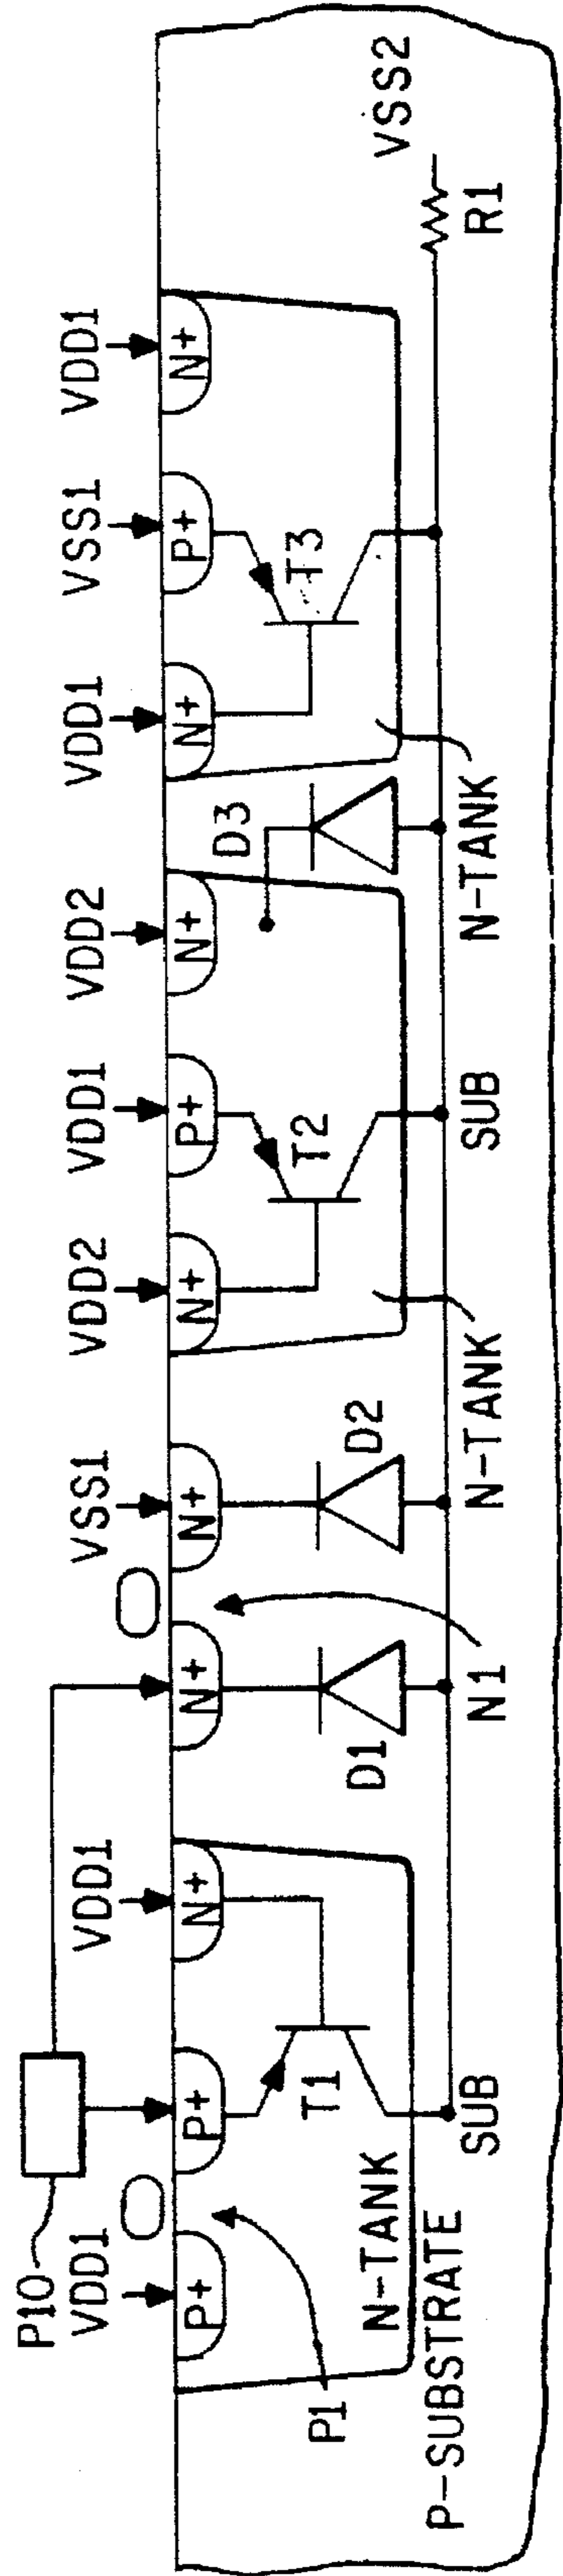 P10
VDD1
VDD1
VSS1
VDD2
VDD1
VDD2
VDD1
VSS1
VDD1
P+
P+
N+
N+
N+
N+
P+
N+
N+
P+
N+
P1
N-TANK
T1
D1
N1
D2
T2
D3
T3
VSS2
P-SUBSTRATE
SUB
N-TANK
SUB
N-TANK
R1